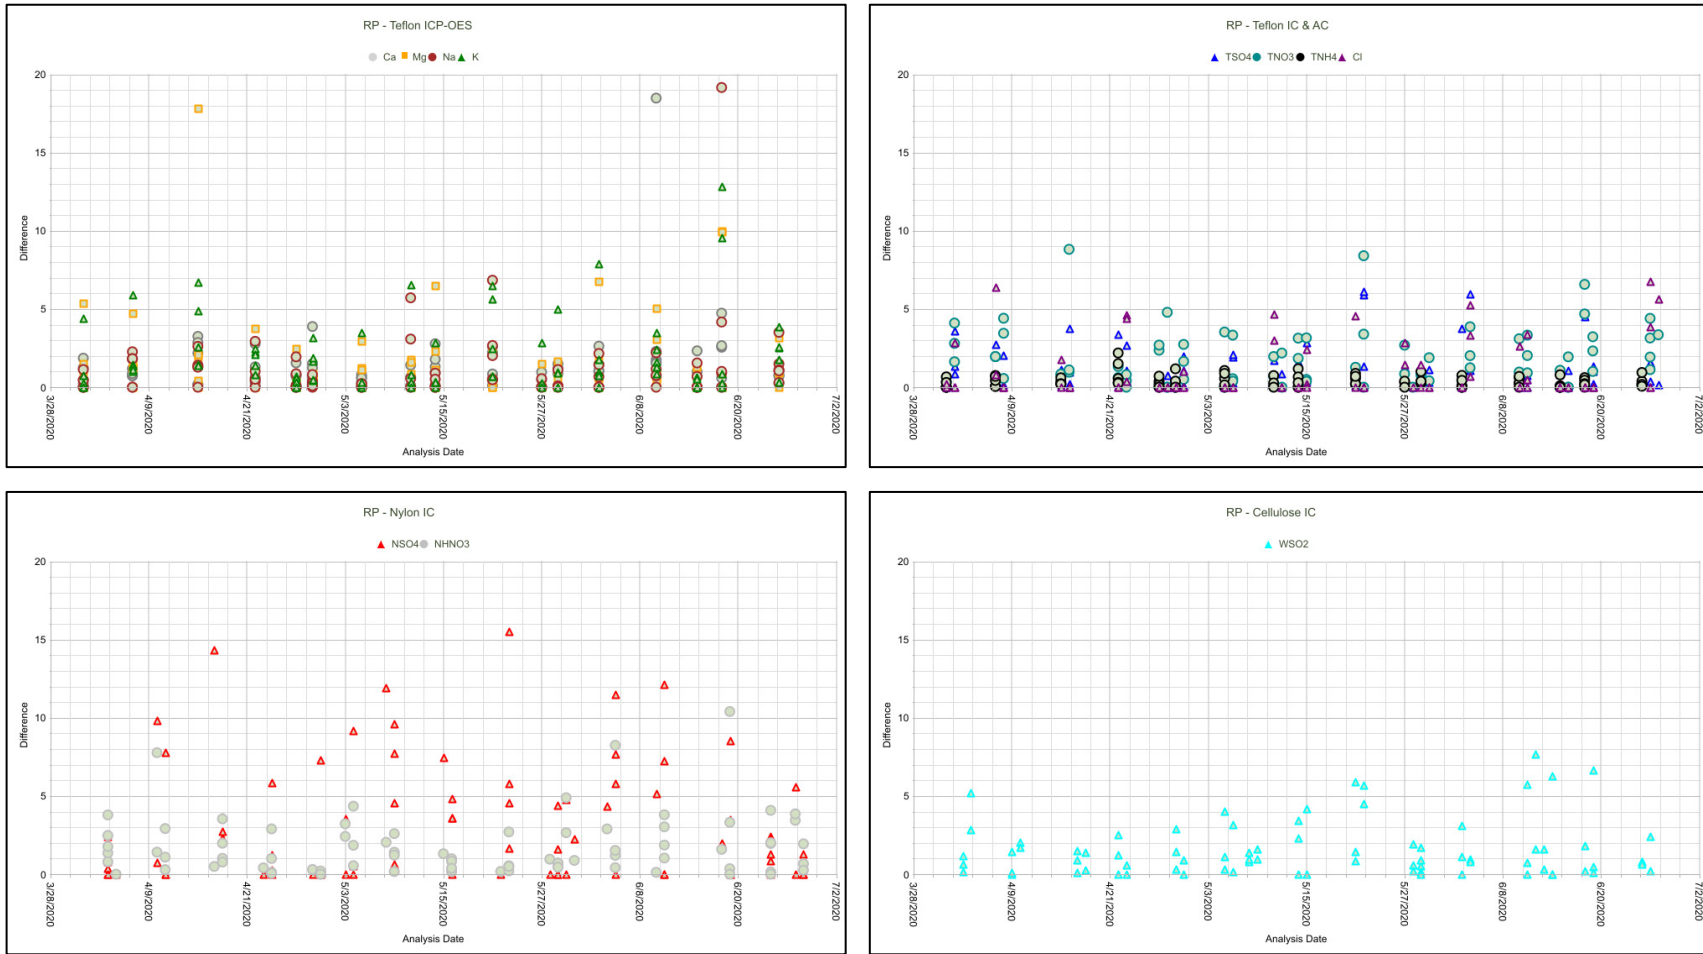 RP - Teflon ICP-OES
Ca Mg Na K
20
15
10
5
0
Difference
3/28/2020 4/9/2020 4/21/2020 5/3/2020 5/15/2020 5/27/2020 6/8/2020 6/20/2020 7/2/2020
Analysis Date
RP - Teflon IC & AC
TSO4 TNO3 TNH4 Cl
20
15
10
5
0
Difference
3/28/2020 4/9/2020 4/21/2020 5/3/2020 5/15/2020 5/27/2020 6/8/2020 6/20/2020 7/2/2020
Analysis Date
RP - Nylon IC
NSO4 NHNO3
20
15
10
5
0
Difference
3/28/2020 4/9/2020 4/21/2020 5/3/2020 5/15/2020 5/27/2020 6/8/2020 6/20/2020 7/2/2020
Analysis Date
RP - Cellulose IC
WSO2
20
15
10
5
0
Difference
3/28/2020 4/9/2020 4/21/2020 5/3/2020 5/15/2020 5/27/2020 6/8/2020 6/20/2020 7/2/2020
Analysis Date